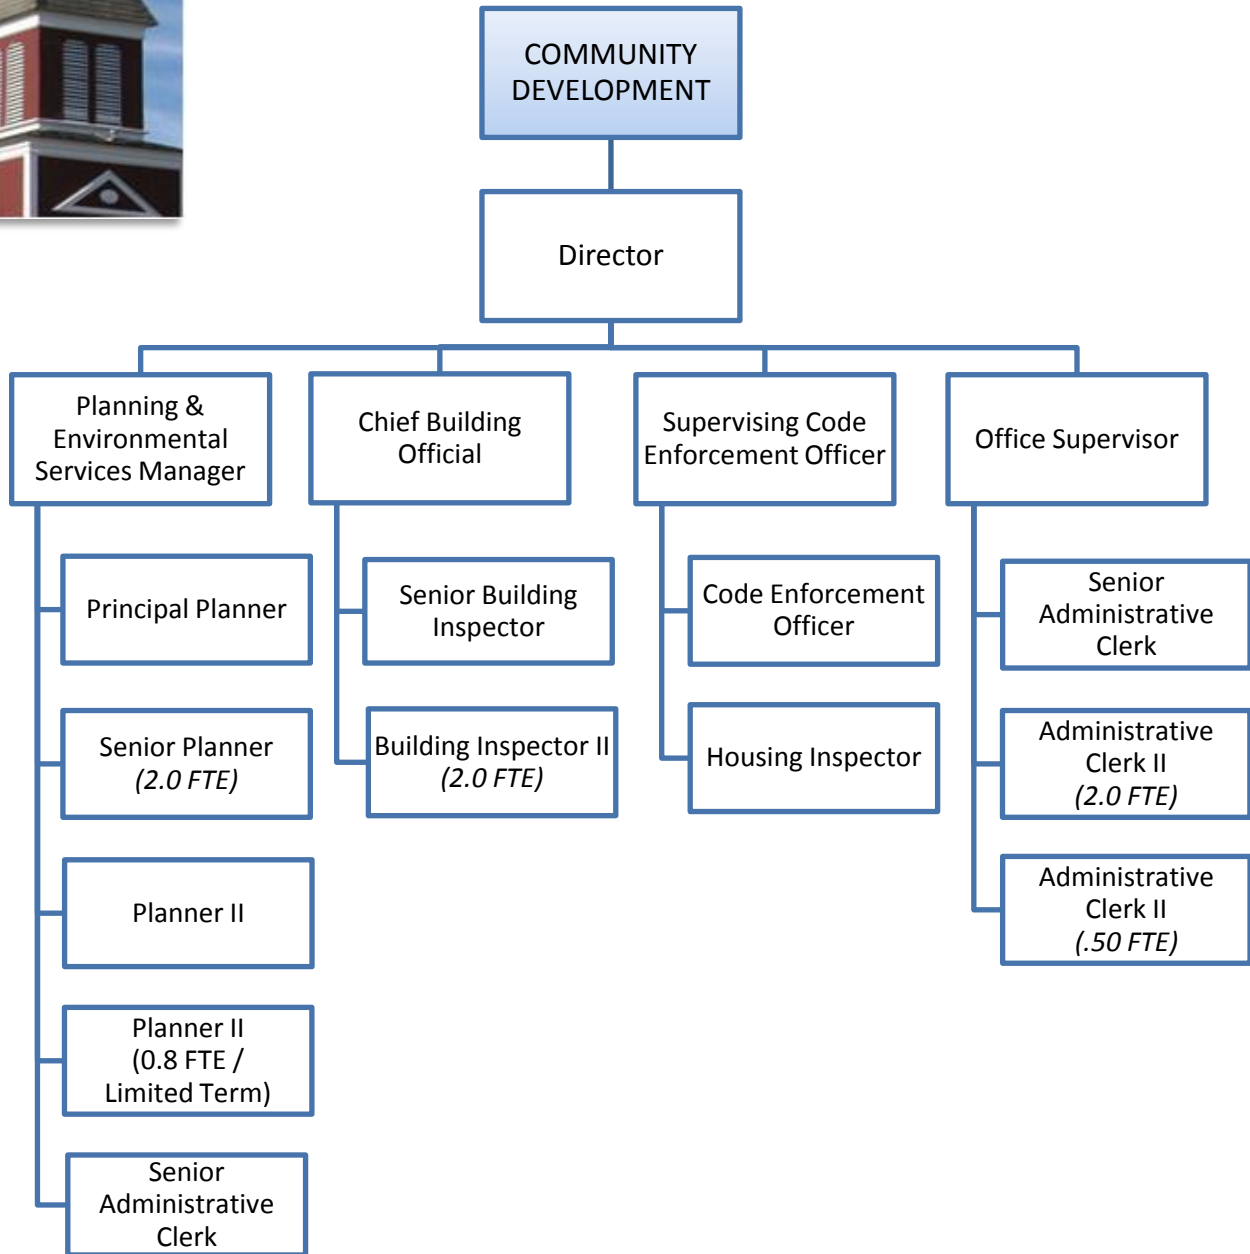 COMMUNITY
DEVELOPMENT
Director
Planning &
Environmental
Services Manager
Chief Building
Official
Supervising Code
Enforcement Officer
Office Supervisor
Principal Planner
Senior Planner
(2.0 FTE)
Planner II
Planner II
(0.8 FTE /
Limited Term)
Senior
Administrative
Clerk
Senior Building
Inspector
Building Inspector II
(2.0 FTE)
Code Enforcement
Officer
Housing Inspector
Senior
Administrative
Clerk
Administrative
Clerk II
(2.0 FTE)
Administrative
Clerk II
(.50 FTE)